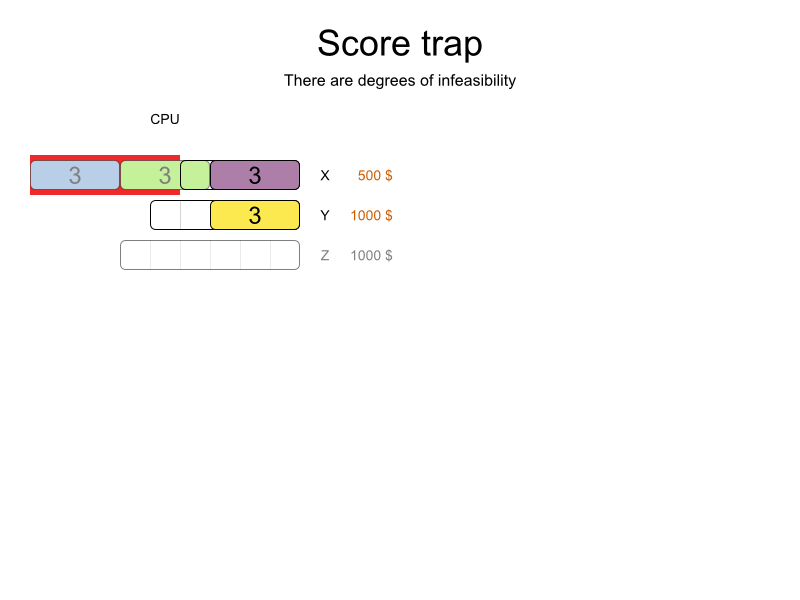 Score trap
There are degrees of infeasibility
CPU
3 3 3 X 500 $
3 Y 1000 $
Z 1000 $